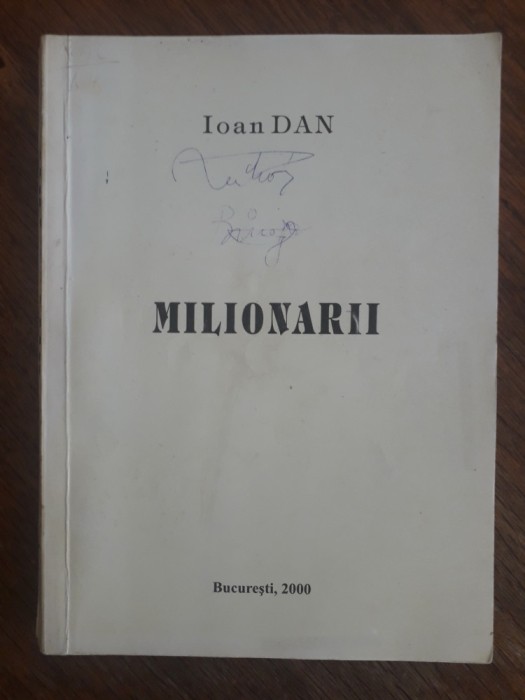 Ioan DAN
MILIONARII
București, 2000